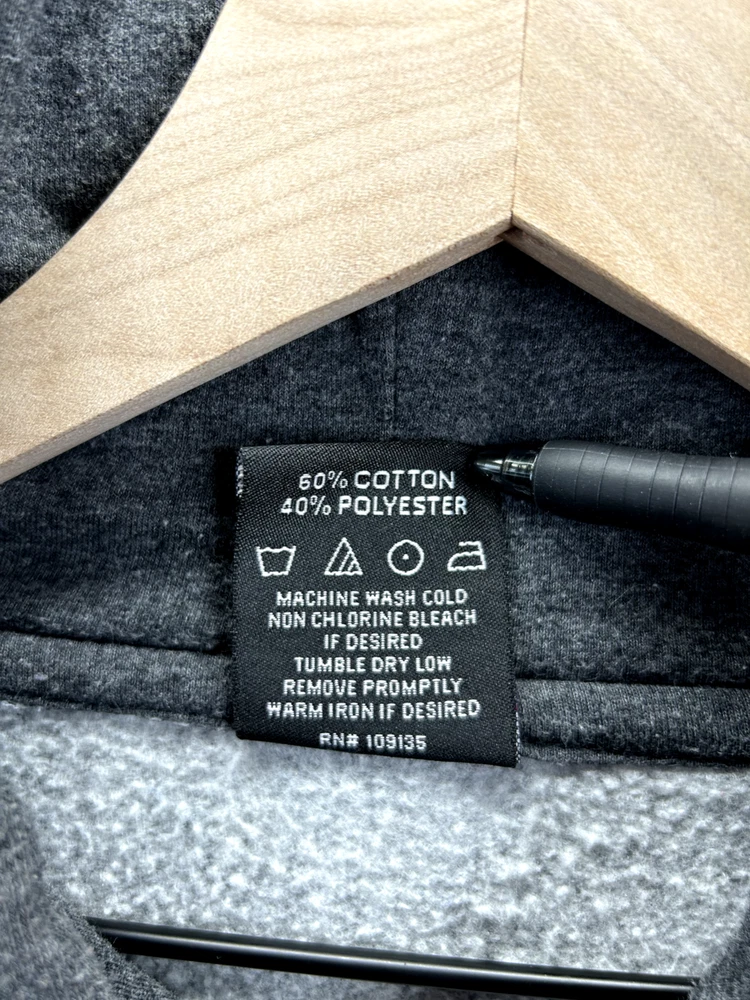 60% COTTON
40% POLYESTER
MACHINE WASH COLD
NON CHLORINE BLEACH
IF DESIRED
TUMBLE DRY LOW
REMOVE PROMPTLY
WARM IRON IF DESIRED
RN# 109135